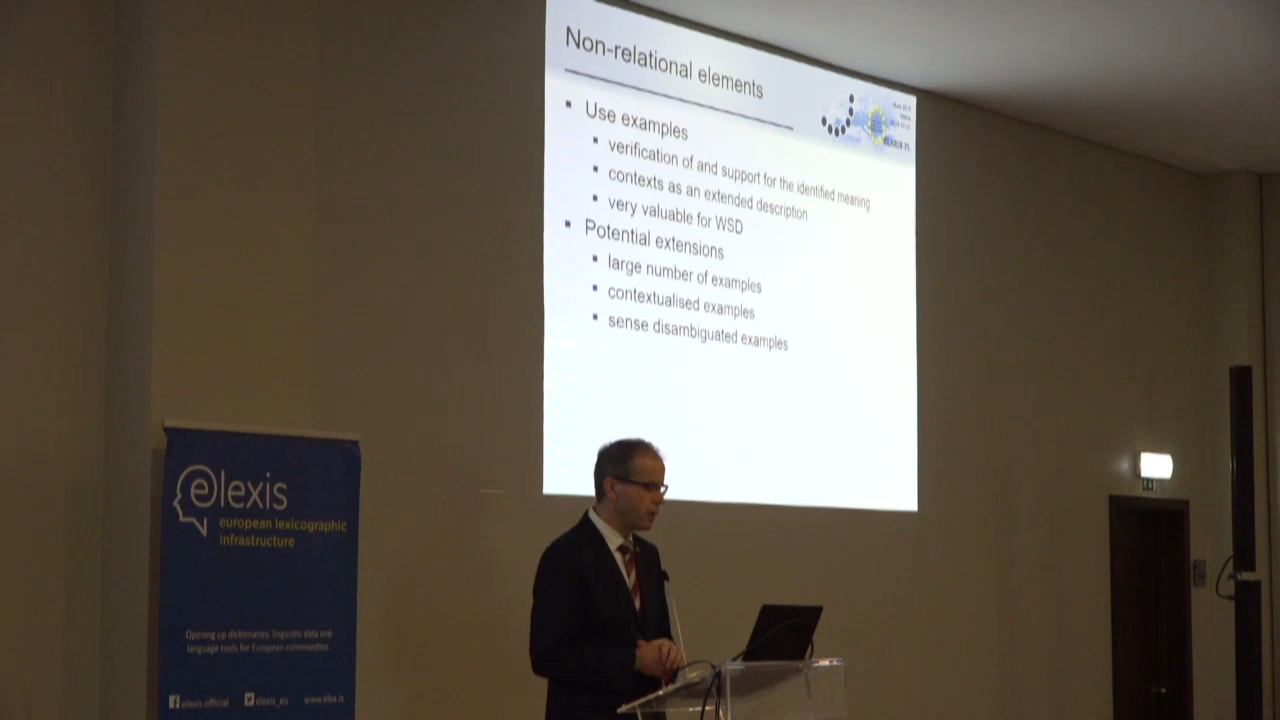 Non-relational elements
Use examples
verification of and support for the identified meaning
contexts as an extended description
very valuable for WSD
Potential extensions
large number of examples
contextualised examples
sense disambiguated examples
CLARIN-PL
elexis
european lexicographic
infrastructure
Opening up dictionaries, linguistic data and
language tools for European communities.
elexis.official elexis_eu www.elex.is